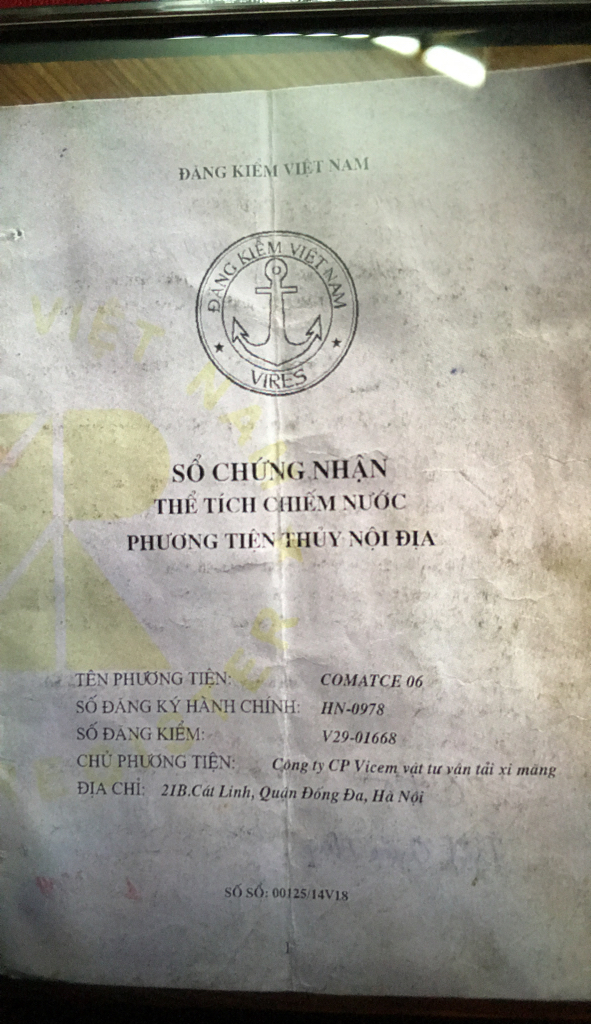 ĐĂNG KIỂM VIỆT NAM
ĐĂNG KIỂM VIỆT NAM
VIRES
SỔ CHỨNG NHẬN
THỂ TÍCH CHIẾM NƯỚC
PHƯƠNG TIỆN THỦY NỘI ĐỊA
TÊN PHƯƠNG TIỆN: COMATCE 06
SỐ ĐĂNG KÝ HÀNH CHÍNH: HN-0978
SỐ ĐĂNG KIỂM: V29-01668
CHỦ PHƯƠNG TIỆN: Công ty CP Vicem vật tư vân tải xi măng
ĐỊA CHỈ: 21B.Cát Linh, Quận Đống Đa, Hà Nội
SỐ SỔ: 00125/14V18
1